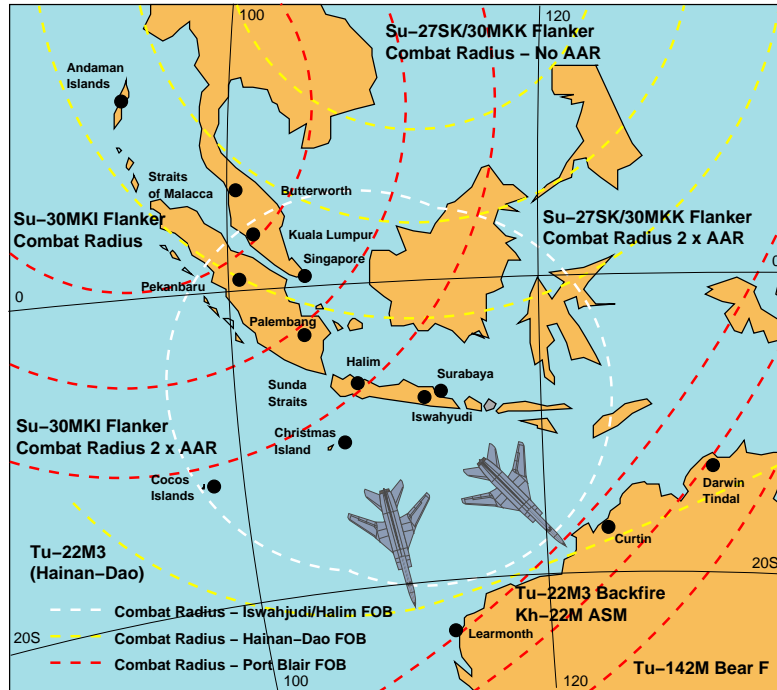 100
120
Su–27SK/30MKK Flanker
Combat Radius – No AAR
Andaman
Islands
Straits
of Malacca
Butterworth
Su–30MKI Flanker
Combat Radius
Su–27SK/30MKK Flanker
Combat Radius 2 x AAR
Kuala Lumpur
Singapore
0
Pekanbaru
0
Palembang
Halim
Surabaya
Sunda
Straits
Iswahyudi
Su–30MKI Flanker
Combat Radius 2 x AAR
Christmas
Island
Cocos
Islands
Darwin
Tindal
Curtin
Tu–22M3
(Hainan–Dao)
20S
Tu–22M3 Backfire
Kh–22M ASM
Combat Radius – Iswahjudi/Halim FOB
Combat Radius – Hainan–Dao FOB
Combat Radius – Port Blair FOB
20S
Learmonth
Tu–142M Bear F
100
120